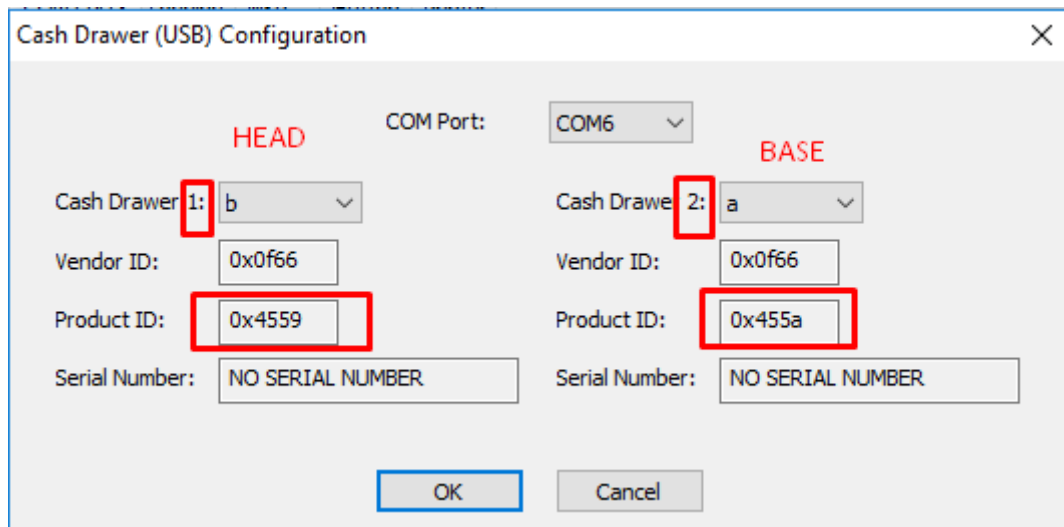 Cash Drawer (USB) Configuration
COM Port: COM6
HEAD
BASE
Cash Drawer 1: b
Cash Drawe 2: a
Vendor ID: 0x0f66
Vendor ID: 0x0f66
Product ID: 0x4559
Product ID: 0x455a
Serial Number: NO SERIAL NUMBER
Serial Number: NO SERIAL NUMBER
OK
Cancel